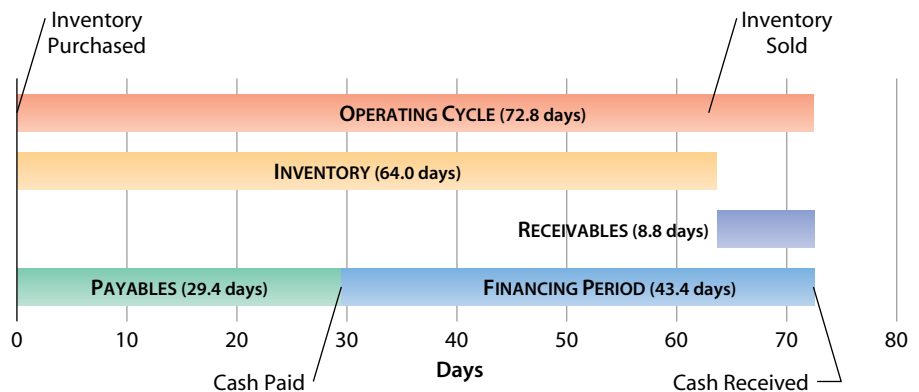 Inventory
Purchased
Inventory
Sold
OPERATING CYCLE (72.8 days)
INVENTORY (64.0 days)
RECEIVABLES (8.8 days)
PAYABLES (29.4 days)
FINANCING PERIOD (43.4 days)
0 10 20 30 40 50 60 70 80
Days
Cash Paid
Cash Received